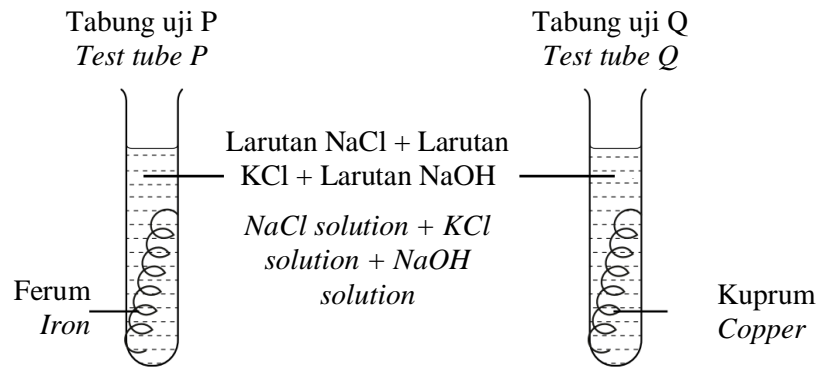 Tabung uji P
Test tube P
Tabung uji Q
Test tube Q
Larutan NaCl + Larutan
KCl + Larutan NaOH
NaCl solution + KCl
solution + NaOH
solution
Ferum
Iron
Kuprum
Copper